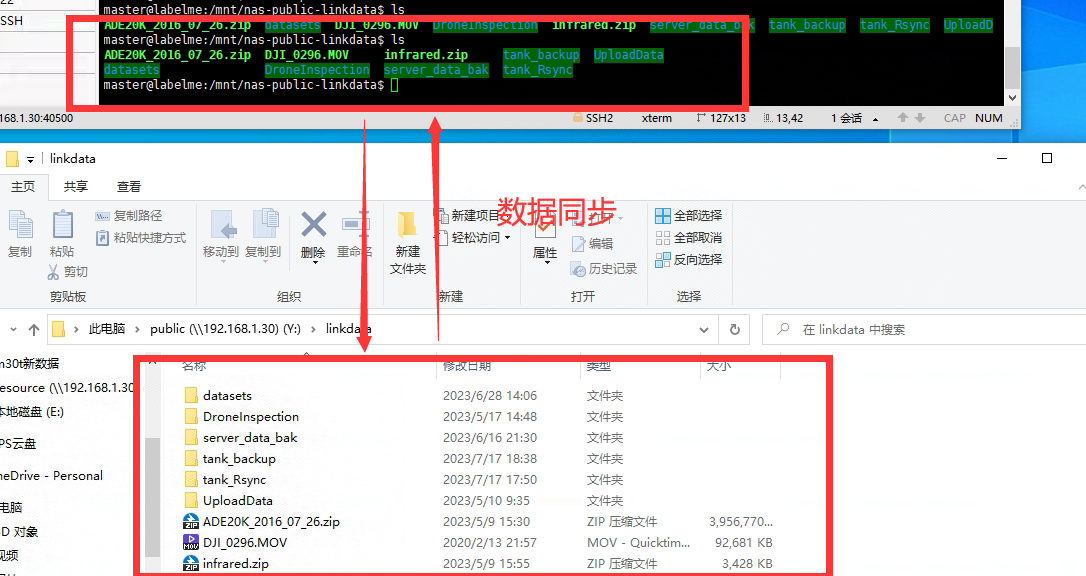 22
SSH
master@labelme:/mnt/nas-public-linkdata$ ls
ADE20K_2016_07_26.zip datasets DJI_0296.MOV DroneInspection infrared.zip server_data_bak tank_backup tank_Rsync UploadD
master@labelme:/mnt/nas-public-linkdata$ ls
ADE20K_2016_07_26.zip DJI_0296.MOV infrared.zip tank_backup UploadData
datasets DroneInspection server_data_bak tank_Rsync
master@labelme:/mnt/nas-public-linkdata$
168.1.30:40500 SSH2 xterm 127x13 13,42 1 会话 CAP NUM
linkdata
主页 共享 查看
数据同步
复制 粘贴 复制路径 粘贴快捷方式 剪切
移动到 复制到 删除 重命名
新建文件夹 新建项目 轻松访问
属性 打开 编辑 历史记录
全部选择 全部取消 反向选择
剪贴板 组织 新建 打开 选择
此电脑 public (\\192.168.1.30) (Y:) linkdata 在 linkdata 中搜索
m30t新数据
esource (\\192.168.1.30
本地磁盘 (E:)
PS云盘
neDrive - Personal
电脑
D 对象
视频
名称 修改日期 类型 大小
datasets 2023/6/28 14:06 文件夹
DroneInspection 2023/5/17 14:48 文件夹
server_data_bak 2023/6/16 21:30 文件夹
tank_backup 2023/7/17 18:38 文件夹
tank_Rsync 2023/7/17 17:50 文件夹
UploadData 2023/5/10 9:35 文件夹
ADE20K_2016_07_26.zip 2023/5/9 15:30 ZIP 压缩文件 3,956,770...
DJI_0296.MOV 2020/2/13 21:57 MOV - Quicktim... 92,681 KB
infrared.zip 2023/5/9 15:55 ZIP 压缩文件 3,428 KB